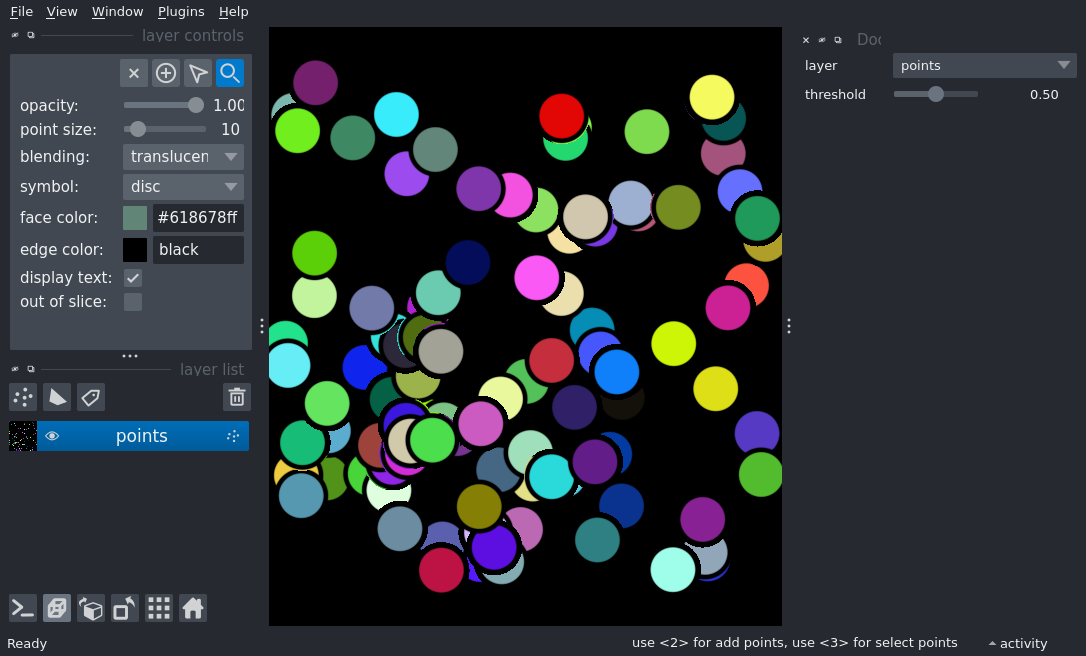 File View Window Plugins Help
layer controls
opacity: 1.00
point size: 10
blending: translucen
symbol: disc
face color: #618678ff
edge color: black
display text:
out of slice:
layer list
points
Doc
layer points
threshold 0.50
Ready
use <2> for add points, use <3> for select points
activity